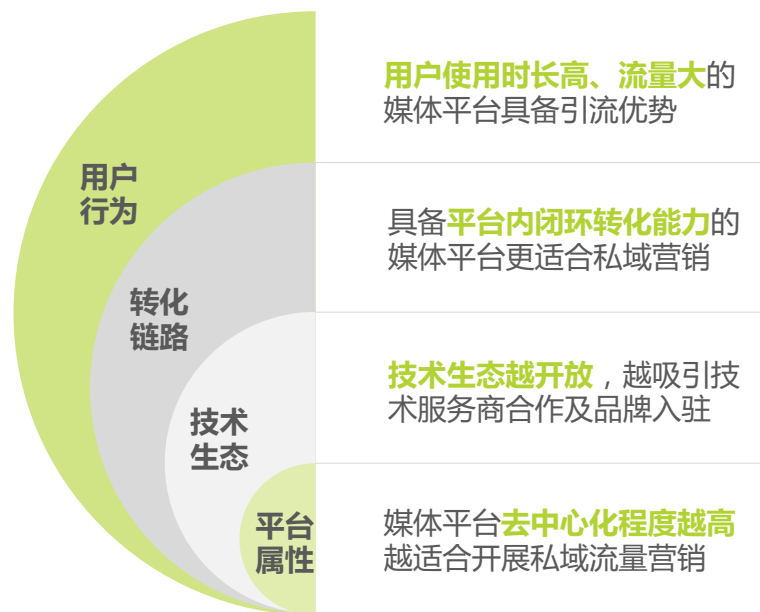 用户使用时长高、流量大的
媒体平台具备引流优势
用户
行为
具备平台内闭环转化能力的
媒体平台更适合私域营销
转化
链路
技术生态越开放，越吸引技
术服务商合作及品牌入驻
技术
生态
媒体平台去中心化程度越高
越适合开展私域流量营销
平台
属性